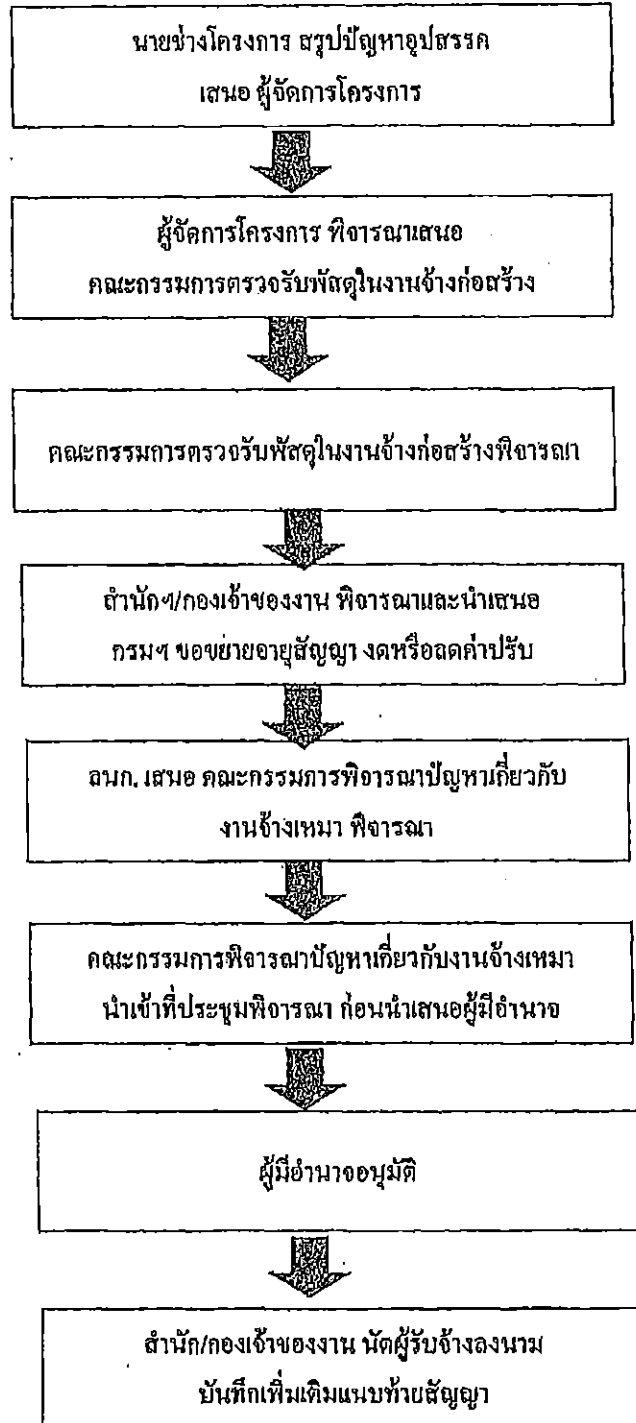 นายช่างโครงการ สรุปปัญหาอุปสรรค
เสนอ ผู้จัดการโครงการ
ผู้จัดการโครงการ พิจารณาเสนอ
คณะกรรมการตรวจรับพัสดุในงานจ้างก่อสร้าง
คณะกรรมการตรวจรับพัสดุในงานจ้างก่อสร้างพิจารณา
สำนักฯ/กองเจ้าของงาน พิจารณาและนำเสนอ
กรมฯ ขอขยายอายุสัญญา งดหรือลดค่าปรับ
ลนก. เสนอ คณะกรรมการพิจารณาปัญหาเกี่ยวกับ
งานจ้างเหมา พิจารณา
คณะกรรมการพิจารณาปัญหาเกี่ยวกับงานจ้างเหมา
นำเข้าที่ประชุมพิจารณา ก่อนนำเสนอผู้มีอำนาจ
ผู้มีอำนาจอนุมัติ
สำนัก/กองเจ้าของงาน นัดผู้รับจ้างลงนาม
บันทึกเพิ่มเติมแนบท้ายสัญญา